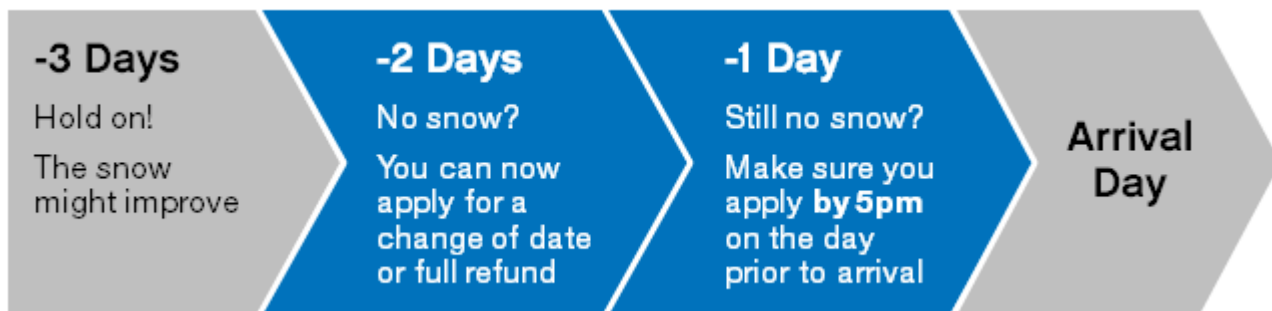 -3 Days
Hold on!
The snow
might improve
-2 Days
No snow?
You can now
apply for a
change of date
or full refund
-1 Day
Still no snow?
Make sure you
apply by 5pm
on the day
prior to arrival
Arrival
Day